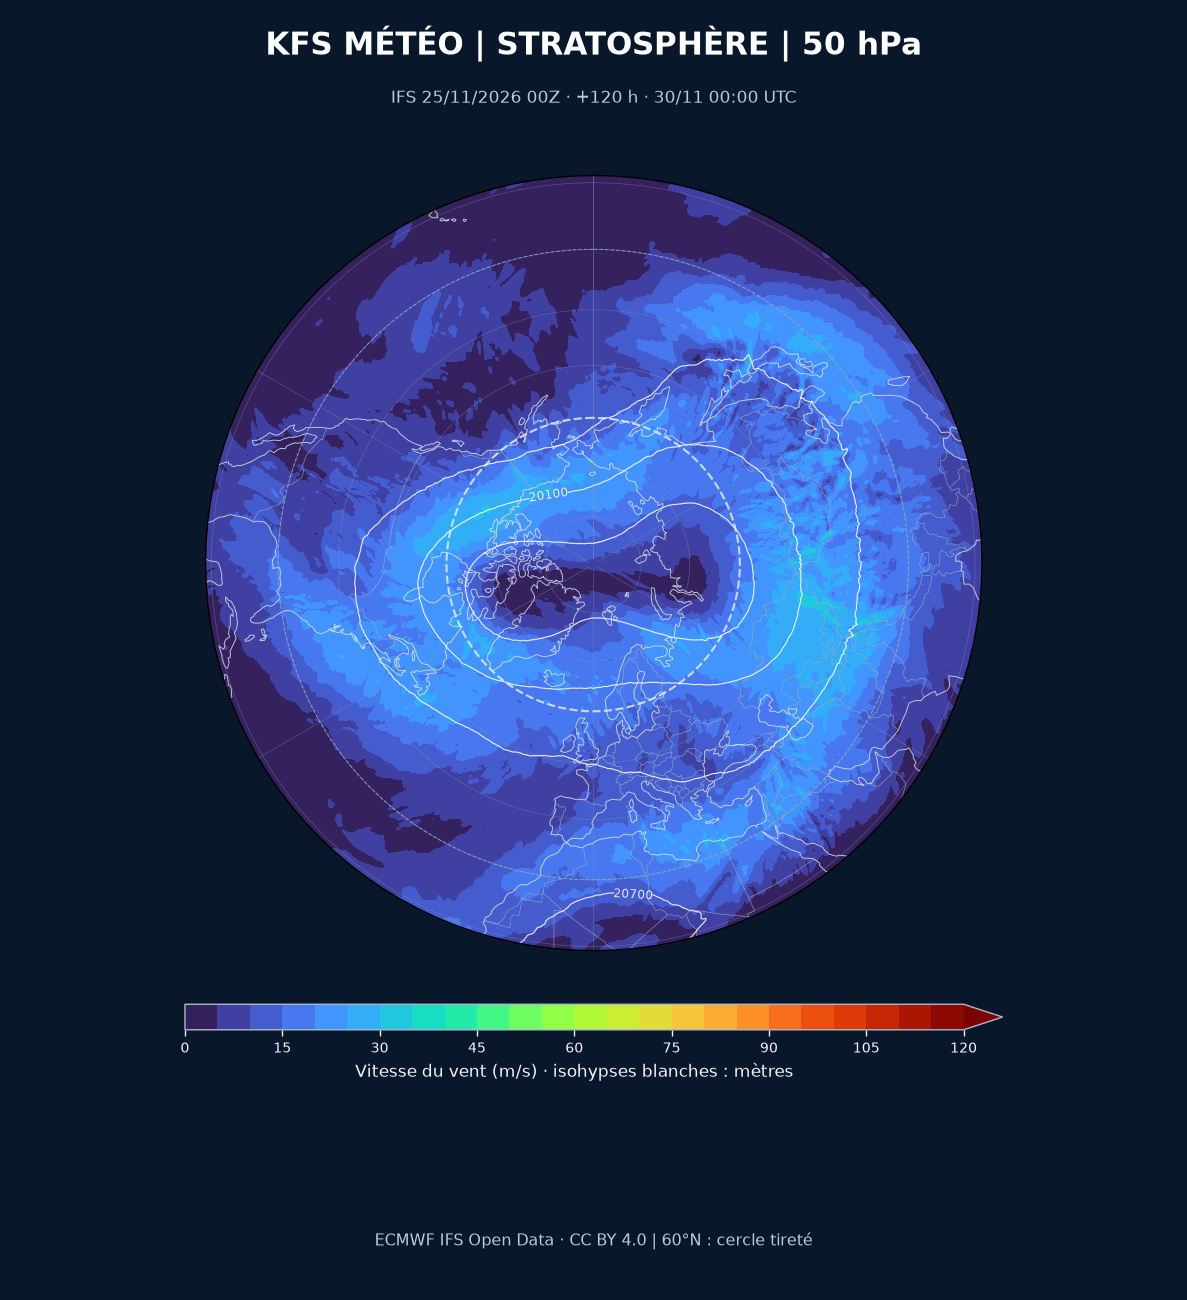 KFS MÉTÉO | STRATOSPHÈRE | 50 hPa
IFS 25/11/2026 00Z · +120 h · 30/11 00:00 UTC
20100
20700
0 15 30 45 60 75 90 105 120
Vitesse du vent (m/s) · isohypses blanches : mètres
ECMWF IFS Open Data · CC BY 4.0 | 60°N : cercle tireté